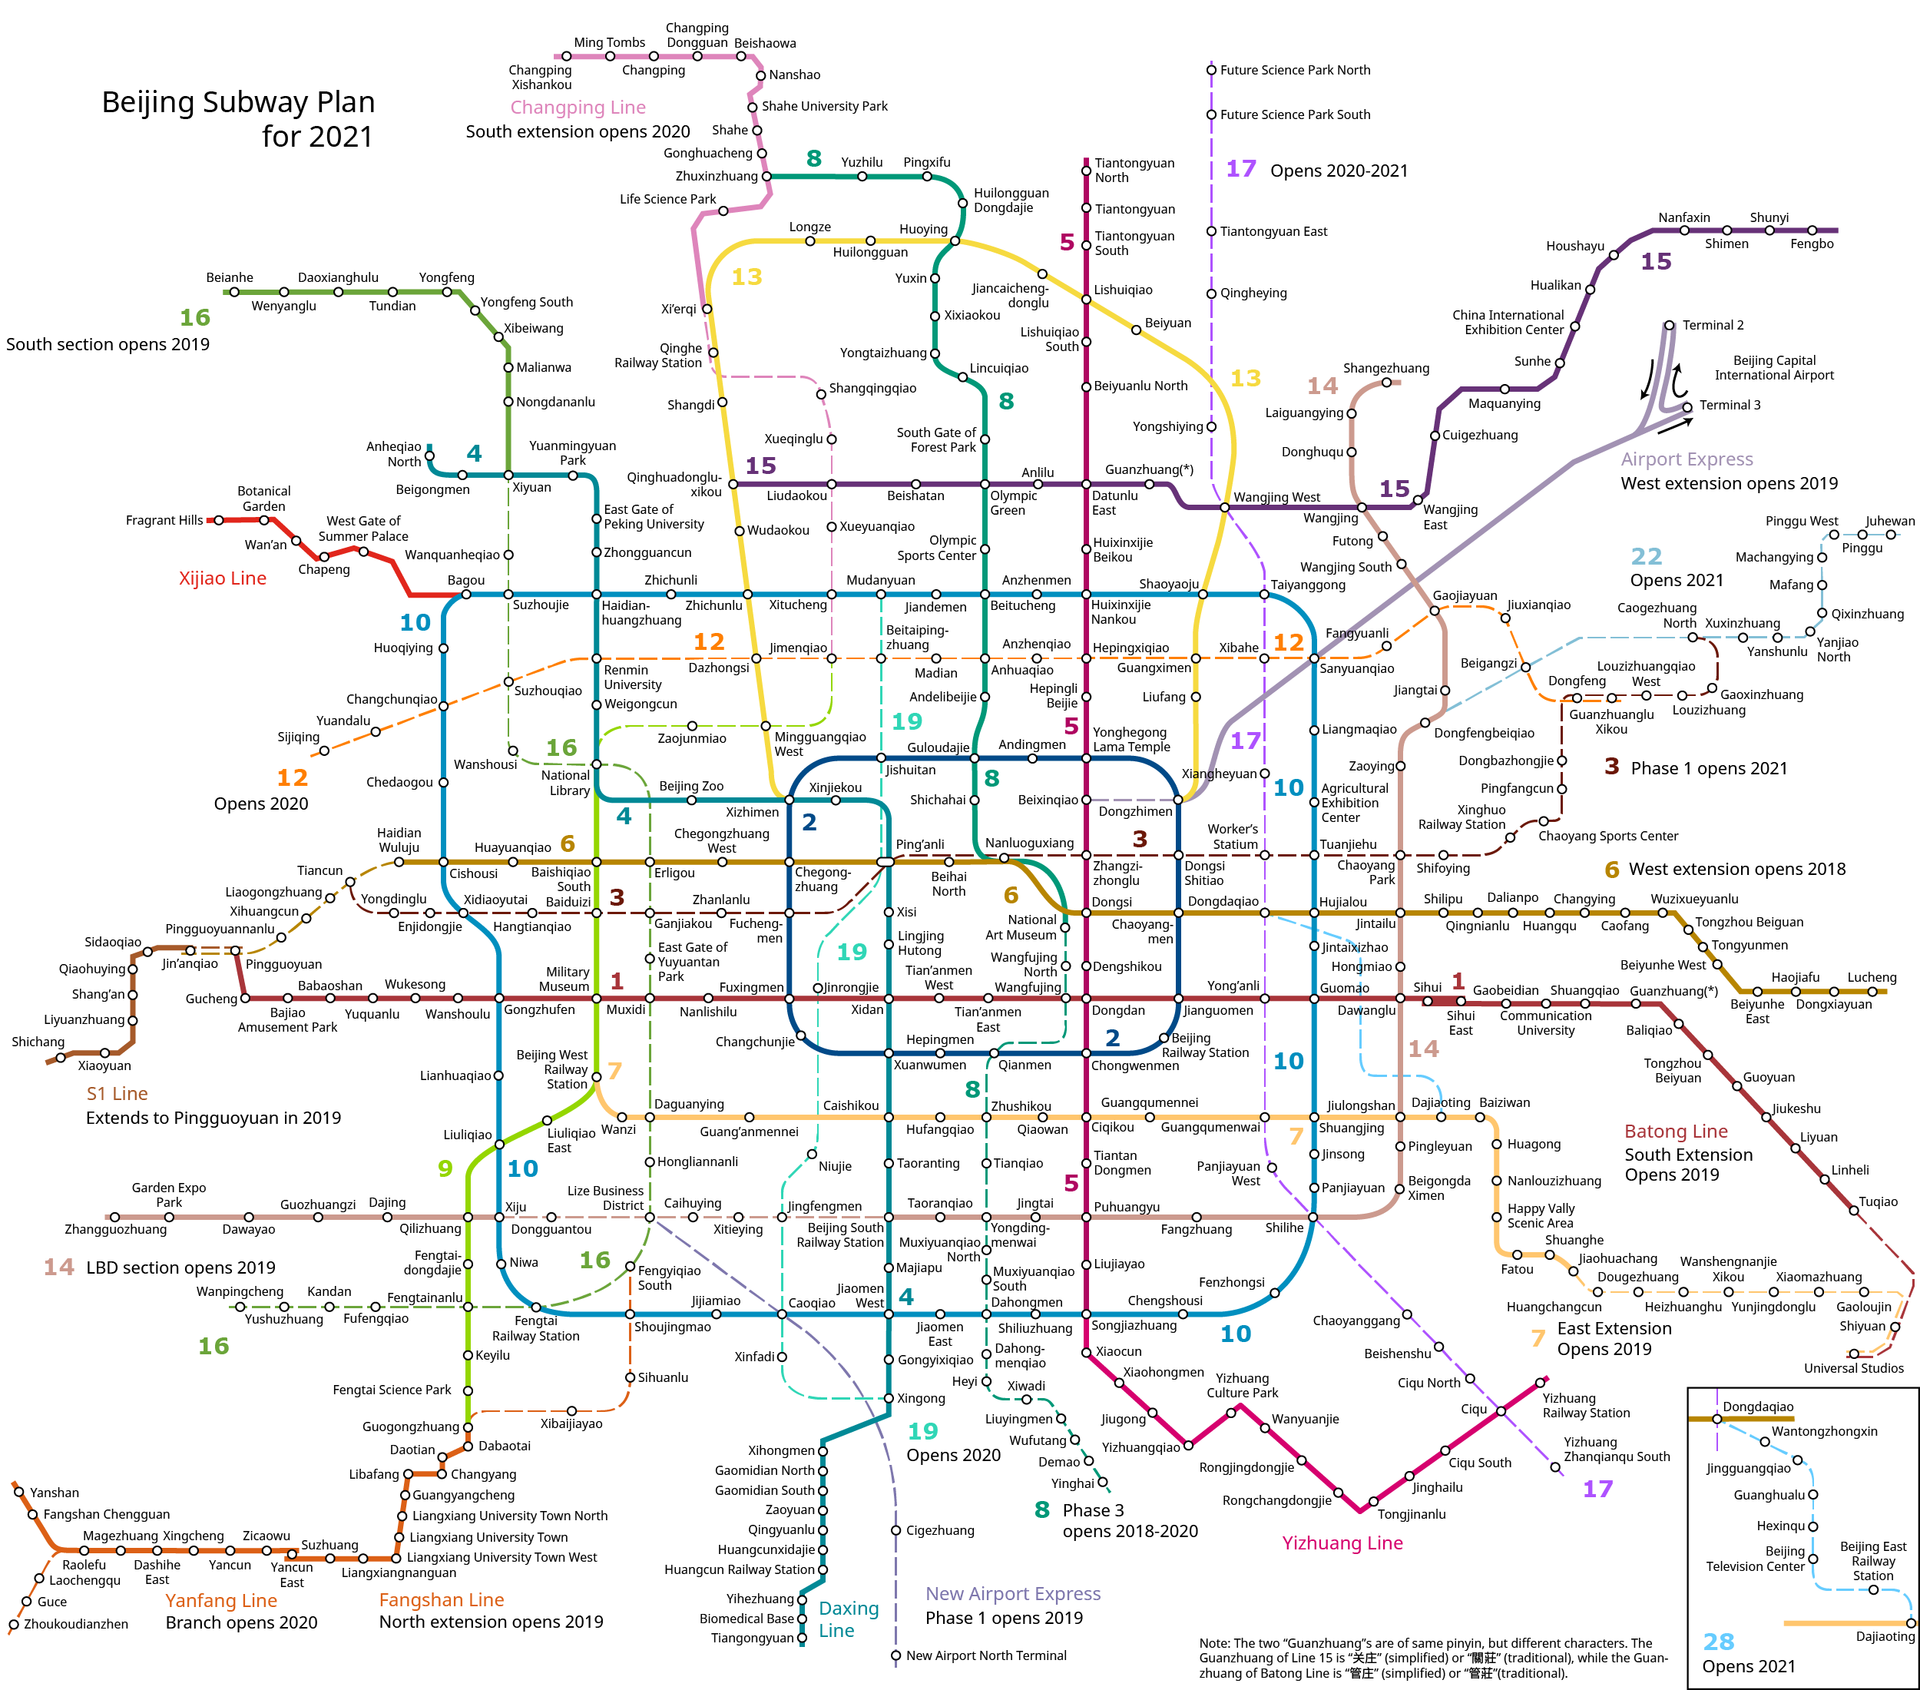 Beijing Subway Plan
for 2021
Ming Tombs
Changping
Dongguan
Beishaowa
Changping
Xishankou
Changping
Nanshao
Changping Line
South extension opens 2020
Shahe University Park
Shahe
Gonghuacheng
Zhuxinzhuang
Life Science Park
8
Yuzhilu
Pingxifu
Huilongguan
Dongdajie
Longze
Huoying
Huilongguan
13
Yuxin
Jiancaicheng-
donglu
Xixiaokou
Yongtaizhuang
Lincuiqiao
8
South Gate of
Forest Park
Tiantongyuan
North
Tiantongyuan
5
Tiantongyuan
South
Lishuiqiao
Lishuiqiao
South
Beiyuan
Beiyuanlu North
13
Future Science Park North
Future Science Park South
17
Opens 2020-2021
Tiantongyuan East
Qingheying
Yongshiying
Nanfaxin
Shunyi
Shimen
Fengbo
Houshayu
15
Hualikan
China International
Exhibition Center
Sunhe
Maquanying
Cuigezhuang
Terminal 2
Beijing Capital
International Airport
Terminal 3
Airport Express
West extension opens 2019
Shangezhuang
14
Laiguangying
Donghuqu
15
Wangjing
East
Beianhe
Daoxianghulu
Yongfeng
Wenyanglu
Tundian
Yongfeng South
16
South section opens 2019
Xibeiwang
Malianwa
Nongdananlu
Xi’erqi
Qinghe
Railway Station
Shangqingqiao
Shangdi
Xueqinglu
Anheqiao
North
4
Yuanmingyuan
Park
Beigongmen
Xiyuan
Qinghuadonglu-
xikou
15
Liudaokou
Beishatan
Olympic
Green
Anlilu
Datunlu
East
Guanzhuang(*)
Wangjing West
Wangjing
Botanical
Garden
Fragrant Hills
Wan’an
West Gate of
Summer Palace
Chapeng
Xijiao Line
Wanquanheqiao
East Gate of
Peking University
Zhongguancun
Wudaokou
Xueyuanqiao
Olympic
Sports Center
Huixinxijie
Beikou
Futong
Wangjing South
Bagou
10
Suzhoujie
Haidian-
huangzhuang
Zhichunli
Zhichunlu
Xitucheng
Mudanyuan
Jiandemen
Beitucheng
Anzhenmen
Huixinxijie
Nankou
Shaoyaoju
Taiyanggong
22
Opens 2021
Pinggu West
Juhewan
Pinggu
Machangying
Mafang
Qixinzhuang
Caogezhuang
North
Xuxinzhuang
Yanshunlu
Yanjiao
North
Gaojiayuan
Jiuxianqiao
Fangyuanli
Huoqiying
12
Renmin
University
Dazhongsi
Jimenqiao
Beitaiping-
zhuang
Madian
Anzhenqiao
Anhuaqiao
Hepingxiqiao
Guangximen
Xibahe
12
Sanyuanqiao
Beigangzi
Louzizhuangqiao
West
Dongfeng
Gaoxinzhuang
Louzizhuang
Guanzhuanglu
Xikou
Changchunqiao
Suzhouqiao
Weigongcun
Andelibeijie
Hepingli
Beijie
Liufang
Jiangtai
Yuandalu
Sijiqing
12
Opens 2020
Wanshousi
16
Zaojunmiao
Mingguangqiao
West
19
Guloudajie
Andingmen
5
Yonghegong
Lama Temple
17
Liangmaqiao
Dongfengbeiqiao
Dongbazhongjie
3
Phase 1 opens 2021
Chedaogou
National
Library
Jishuitan
8
Xiangheyuan
10
Zaoying
Pingfangcun
Beijing Zoo
Xinjiekou
4
Xizhimen
2
Shichahai
Beixinqiao
Dongzhimen
Agricultural
Exhibition
Center
Xinghuo
Railway Station
Chaoyang Sports Center
Haidian
Wuluju
Huayuanqiao
6
Chegongzhuang
West
Ping’anli
Nanluoguxiang
3
Worker’s
Statium
Tuanjiehu
Tiancun
Cishousi
Baishiqiao
South
Erligou
Chegong-
zhuang
Beihai
North
Zhangzi-
zhonglu
Dongsi
Shitiao
Chaoyang
Park
Shifoying
6
West extension opens 2018
Liaogongzhuang
Xihuangcun
Pingguoyuannanlu
Yongdinglu
Xidiaoyutai
Baiduizi
3
Zhanlanlu
Enjidongjie
Hangtianqiao
Ganjiakou
Fucheng-
men
6
Xisi
National
Art Museum
Dongsi
Chaoyang-
men
Dongdaqiao
Hujialou
Jintailu
Shilipu
Dalianpo
Changying
Wuzixueyuanlu
Qingnianlu
Huangqu
Caofang
Tongzhou Beiguan
Tongyunmen
Beiyunhe West
Haojiafu
Lucheng
Beiyunhe
East
Dongxiayuan
Sidaoqiao
Jin’anqiao
Pingguoyuan
Qiaohuying
Shang’an
Liyuanzhuang
Shichang
Xiaoyuan
S1 Line
Extends to Pingguoyuan in 2019
East Gate of
Yuyuantan
Park
19
Lingjing
Hutong
Wangfujing
North
Dengshikou
Jintaixizhao
Hongmiao
Gucheng
Babaoshan
Wukesong
Bajiao
Amusement Park
Yuquanlu
Wanshoulu
Gongzhufen
Military
Museum
1
Muxidi
Nanlishilu
Fuxingmen
Jinrongjie
Xidan
Tian’anmen
West
Tian’anmen
East
Wangfujing
Dongdan
Jianguomen
Yong’anli
Guomao
Dawanglu
Sihui
1
Sihui
East
Gaobeidian
Shuangqiao
Communication
University
Guanzhuang(*)
Baliqiao
Tongzhou
Beiyuan
Guoyuan
Jiukeshu
Liyuan
Linheli
Tuqiao
Batong Line
South Extension
Opens 2019
Changchunjie
Hepingmen
2
Beijing
Railway Station
Xuanwumen
Qianmen
Chongwenmen
10
14
Lianhuaqiao
Beijing West
Railway
Station
7
8
Wanzi
Daguanying
Guang’anmennei
Caishikou
Hufangqiao
Zhushikou
Qiaowan
Ciqikou
Guangqumennei
Guangqumenwai
7
Jiulongshan
Shuangjing
Dajiaoting
Baiziwan
Liuliqiao
Liuliqiao
East
9
10
Hongliannanli
Niujie
Taoranting
Tianqiao
Tiantan
Dongmen
5
Panjiayuan
West
Jinsong
Panjiayuan
Pingleyuan
Beigongda
Ximen
Huagong
Nanlouzizhuang
Happy Vally
Scenic Area
Garden Expo
Park
Guozhuangzi
Dajing
Zhangguozhuang
Dawayao
Qilizhuang
Xiju
Dongguantou
Lize Business
District
Caihuying
Xitieying
Jingfengmen
Beijing South
Railway Station
Taoranqiao
Yongding-
menwai
Jingtai
Puhuangyu
Fangzhuang
Shilihe
14
LBD section opens 2019
Fengtai-
dongdajie
Niwa
16
Fengyiqiao
South
Majiapu
Muxiyuanqiao
North
Muxiyuanqiao
South
Liujiayao
Fenzhongsi
Shuanghe
Fatou
Jiaohuachang
Wanshengnanjie
Dougezhuang
Xikou
Xiaomazhuang
Huangchangcun
Heizhuanghu
Yunjingdonglu
Gaoloujin
Shiyuan
Universal Studios
7
East Extension
Opens 2019
Wanpingcheng
Kandan
Fengtainanlu
Yushuzhuang
Fufengqiao
16
Fengtai
Railway Station
Shoujingmao
Jijiamiao
Caoqiao
Jiaomen
West
4
Jiaomen
East
Dahongmen
Shiliuzhuang
Songjiazhuang
Chengshousi
10
Chaoyanggang
Beishenshu
Ciqu North
Ciqu
Keyilu
Fengtai Science Park
Guogongzhuang
Xinfadi
Sihuanlu
Xibaijiayao
Gongyixiqiao
Xingong
19
Opens 2020
Dahong-
menqiao
Heyi
Xiwadi
Liuyingmen
Wufutang
Demao
Yinghai
8
Phase 3
opens 2018-2020
Xiaocun
Xiaohongmen
Jiugong
Yizhuangqiao
Yizhuang
Culture Park
Wanyuanjie
Rongjingdongjie
Rongchangdongjie
Tongjinanlu
Jinghailu
Ciqu South
Yizhuang
Railway Station
Yizhuang
Zhanqianqu South
17
Yizhuang Line
Daotian
Dabaotai
Libafang
Changyang
Guangyangcheng
Liangxiang University Town North
Liangxiang University Town
Liangxiang University Town West
Liangxiangnanguan
Suzhuang
Yanshan
Fangshan Chengguan
Magezhuang
Xingcheng
Zicaowu
Raolefu
Dashihe
East
Yancun
Yancun
East
Laochengqu
Guce
Zhoukoudianzhen
Yanfang Line
Branch opens 2020
Fangshan Line
North extension opens 2019
Xihongmen
Gaomidian North
Gaomidian South
Zaoyuan
Qingyuanlu
Huangcunxidajie
Huangcun Railway Station
Yihezhuang
Biomedical Base
Tiangongyuan
Daxing
Line
Cigezhuang
New Airport Express
Phase 1 opens 2019
New Airport North Terminal
Note: The two “Guanzhuang”s are of same pinyin, but different characters. The
Guanzhuang of Line 15 is “关庄” (simplified) or “關莊” (traditional), while the Guan-
zhuang of Batong Line is “管庄” (simplified) or “管莊”(traditional).
Dongdaqiao
Wantongzhongxin
Jingguangqiao
Guanghualu
Hexinqu
Beijing
Television Center
Beijing East
Railway
Station
Dajiaoting
28
Opens 2021